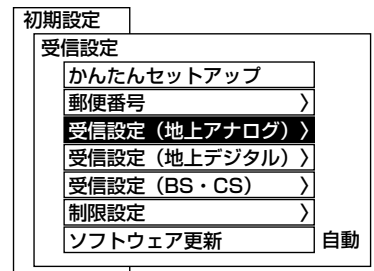 初期設定
受信設定
かんたんセットアップ
郵便番号 〉
受信設定（地上アナログ）〉
受信設定（地上デジタル）〉
受信設定（BS・CS） 〉
制限設定 〉
ソフトウェア更新 自動